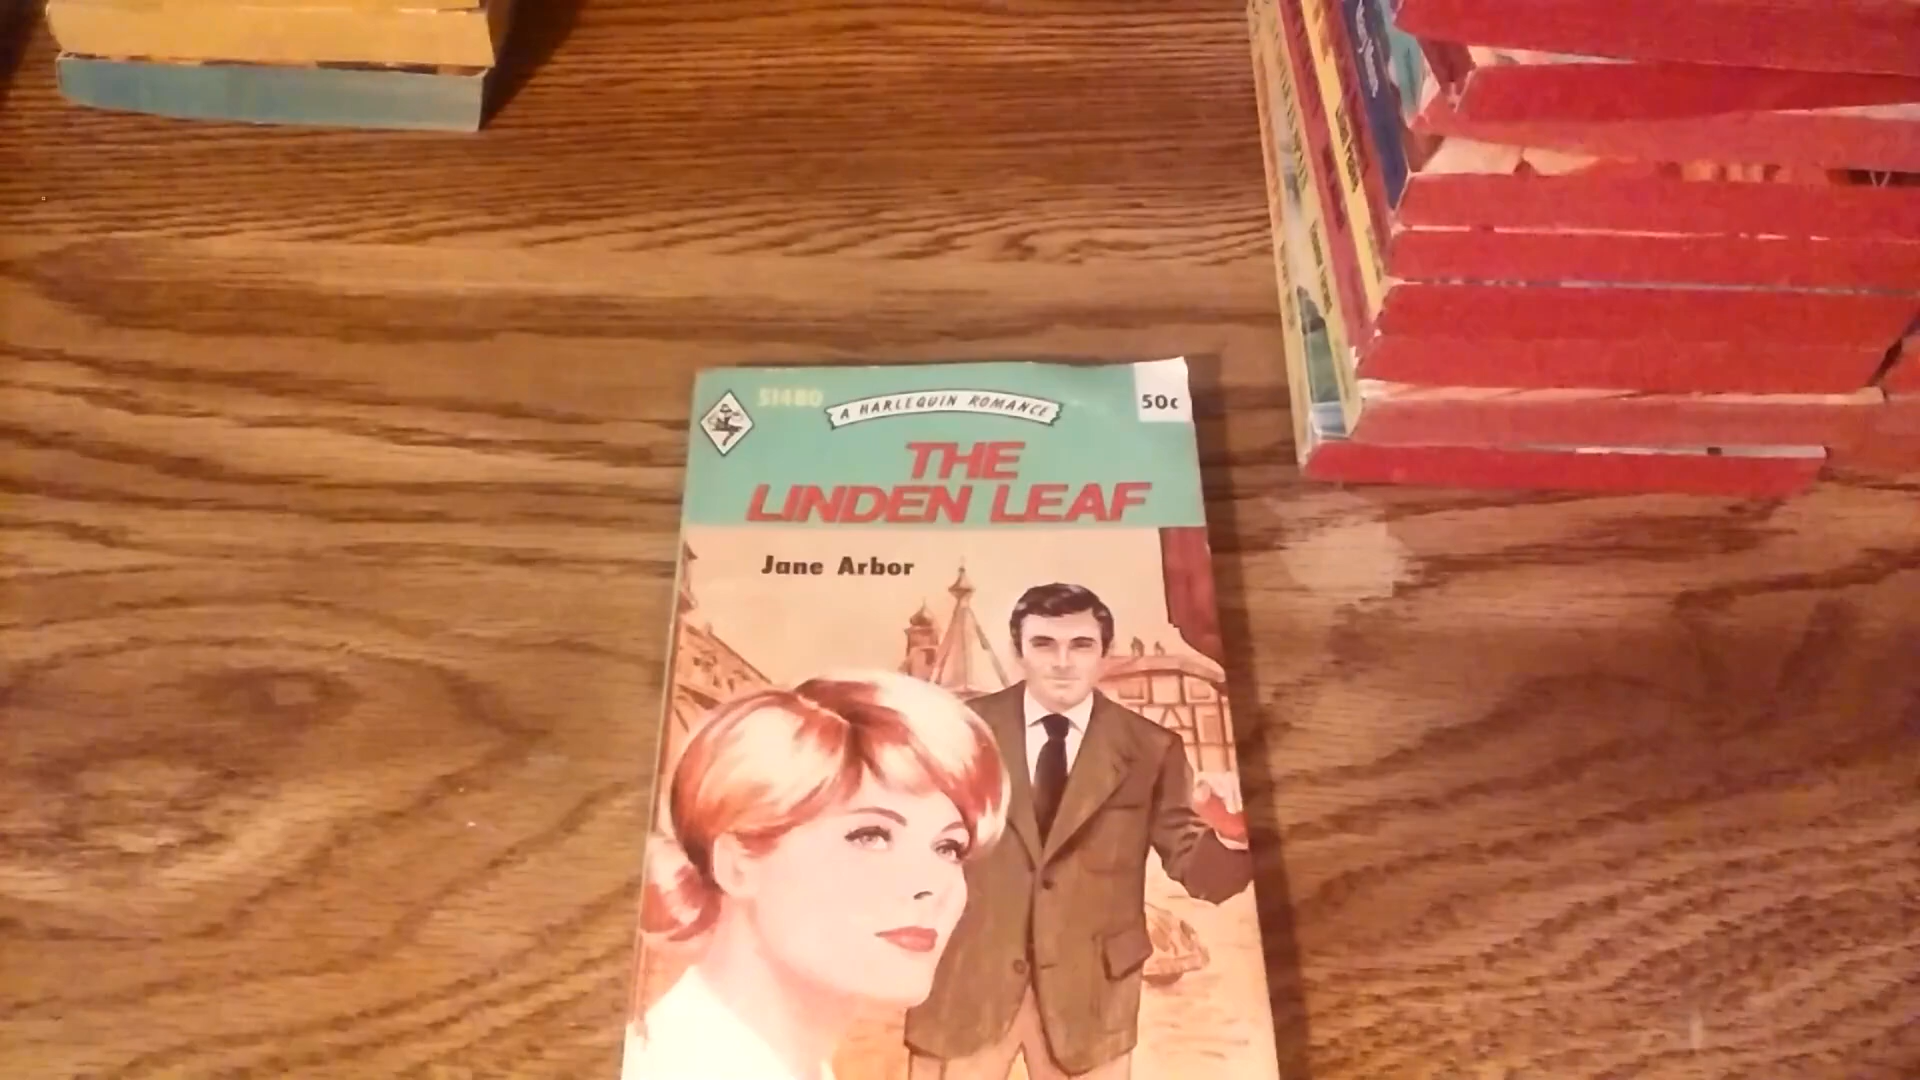 51480
A HARLEQUIN ROMANCE
50c
THE
LINDEN LEAF
Jane Arbor